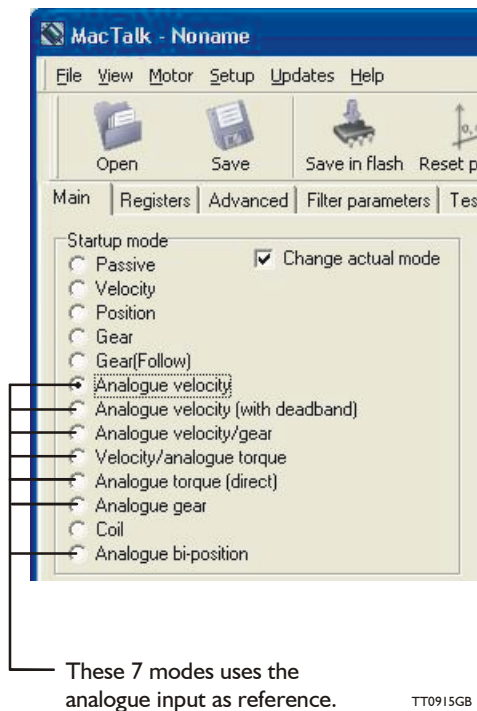 MacTalk - Noname
File View Motor Setup Updates Help
Open Save Save in flash Reset p
Main Registers Advanced Filter parameters Tes
Startup mode
Passive Change actual mode
Velocity
Position
Gear
Gear(Follow)
Analogue velocity
Analogue velocity (with deadband)
Analogue velocity/gear
Velocity/analogue torque
Analogue torque (direct)
Analogue gear
Coil
Analogue bi-position
These 7 modes uses the
analogue input as reference.
TT0915GB